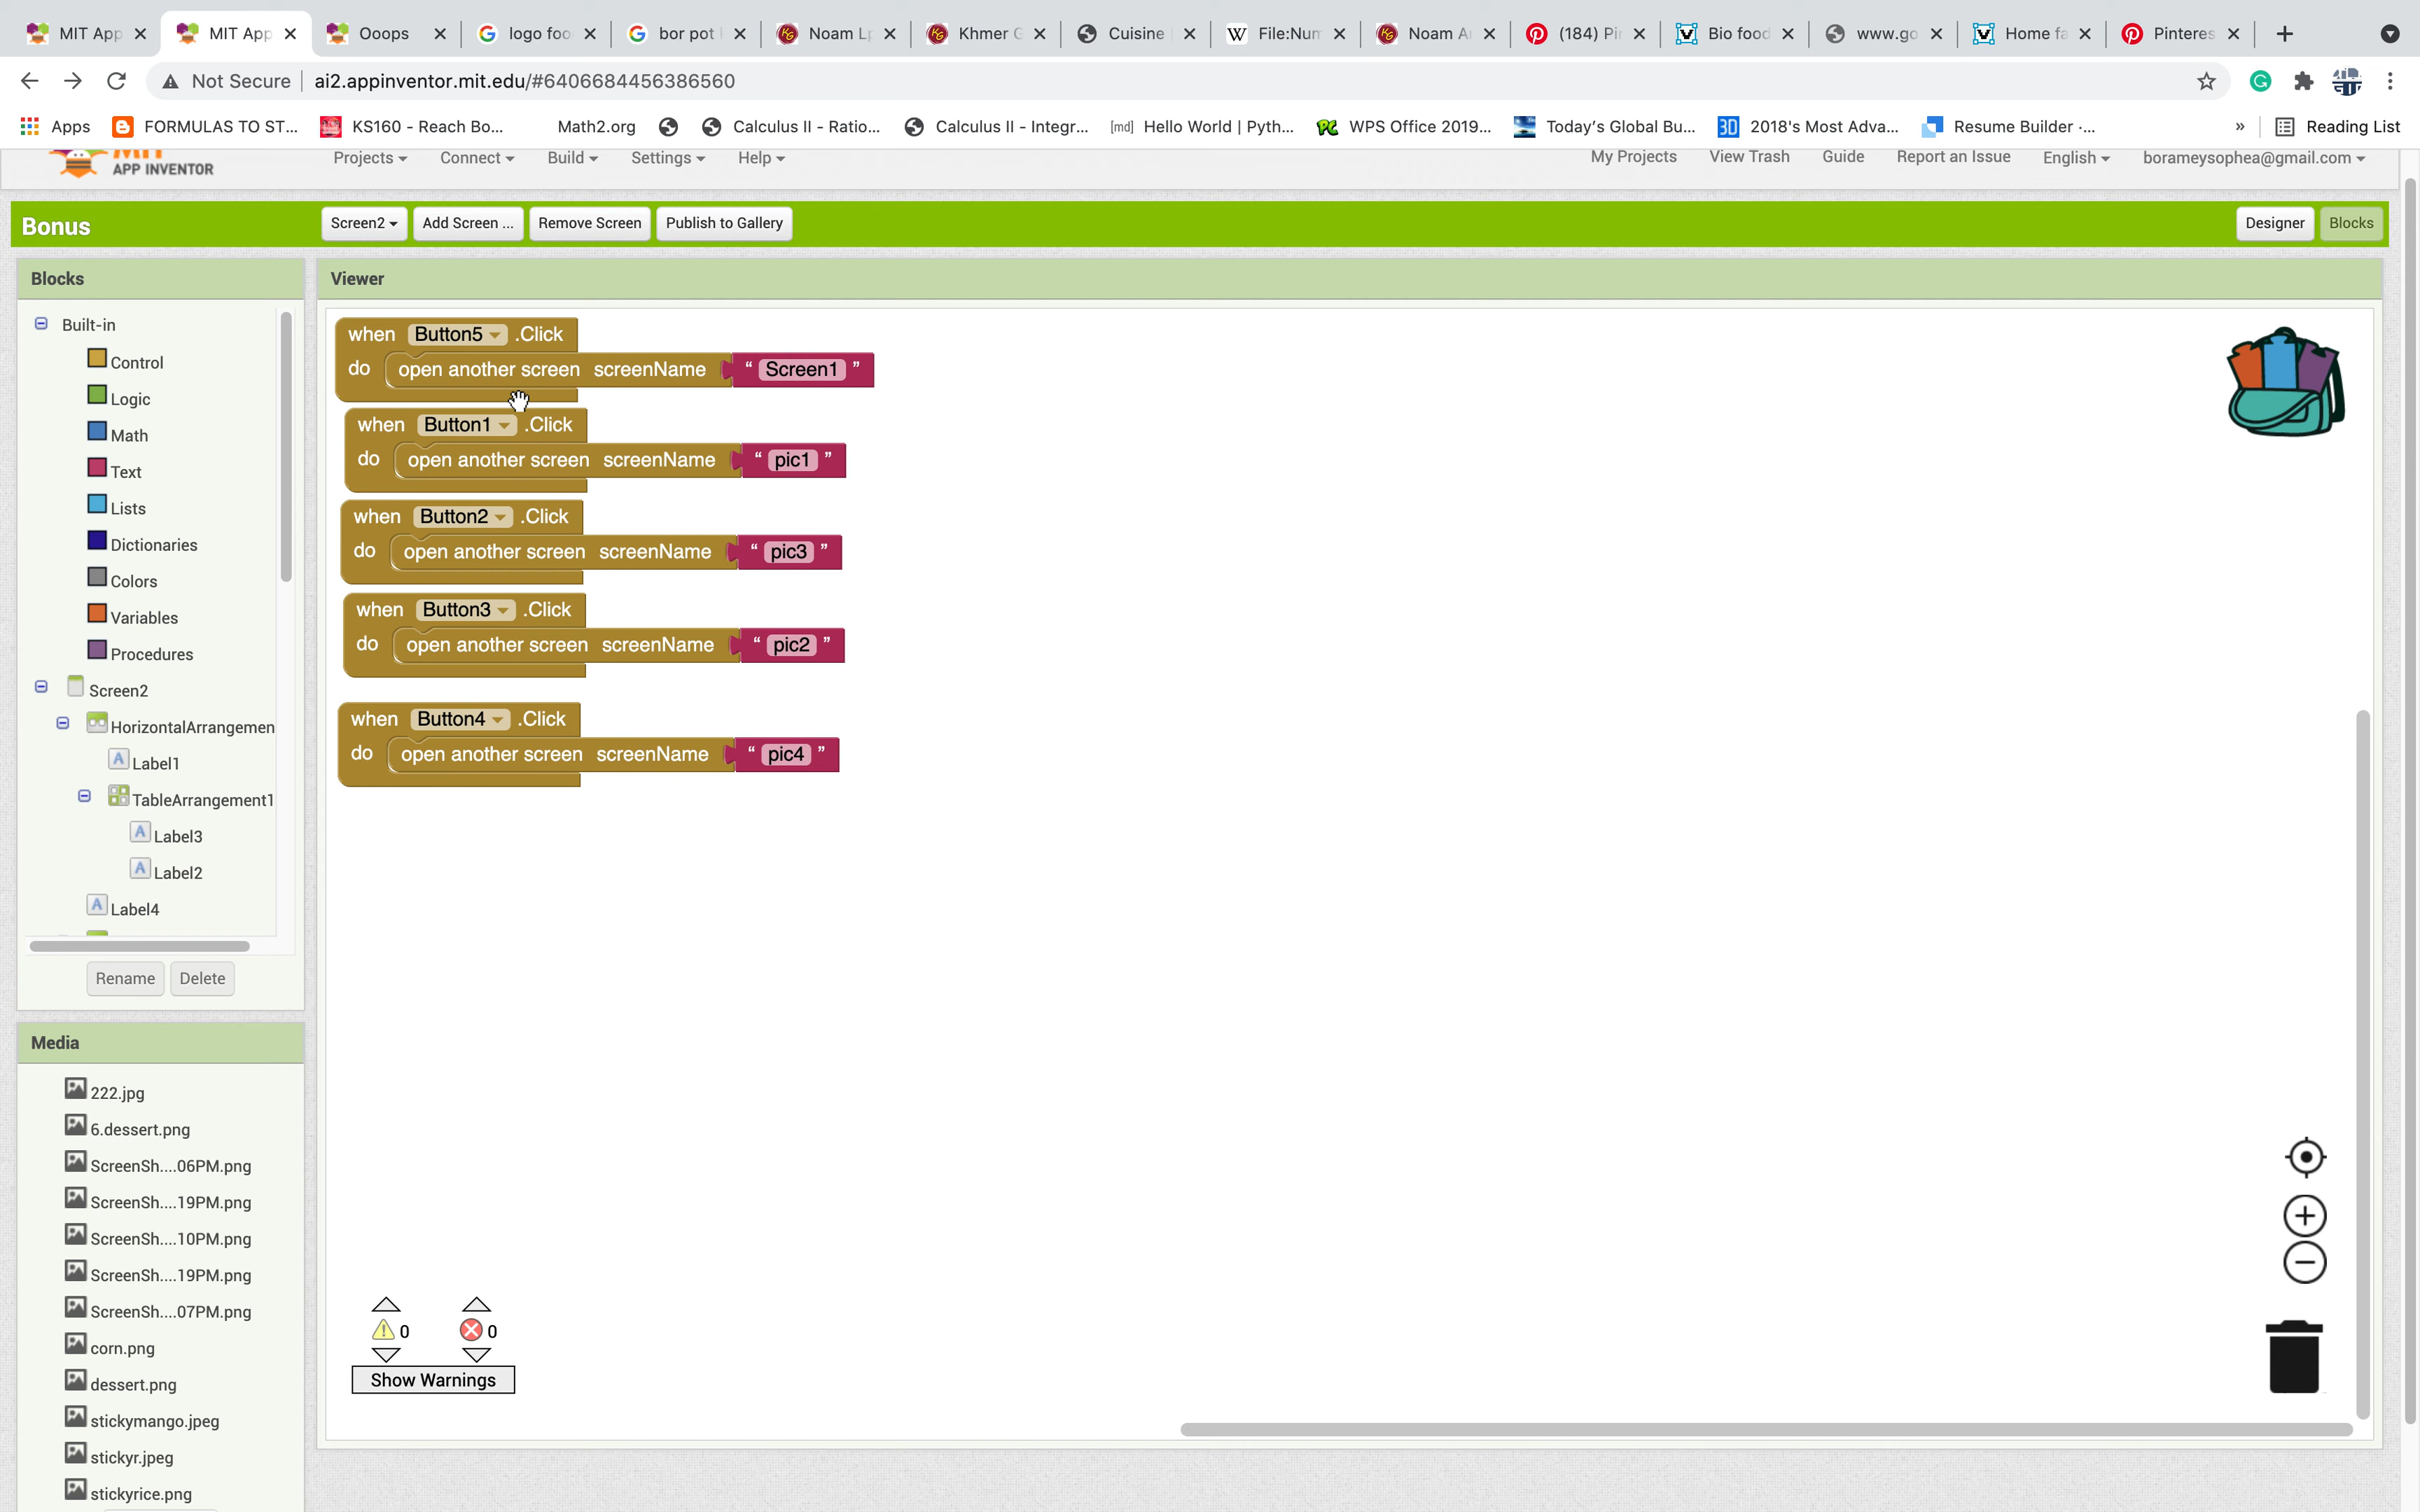 MIT App
MIT App
Ooops
logo foo
bor pot
Noam L
Khmer
Cuisine
File:Num
Noam A
(184) Pi
Bio food
www.go
Home fa
Pinteres
Not Secure
ai2.appinventor.mit.edu/#6406684456386560
Apps
FORMULAS TO ST...
KS160 - Reach Bo...
Math2.org
Calculus II - Ratio...
Calculus II - Integr...
[md] Hello World | Pyth...
WPS Office 2019...
Today's Global Bu...
3D 2018's Most Adva...
Resume Builder ·...
»
Reading List
MIT
APP INVENTOR
Projects
Connect
Build
Settings
Help
My Projects
View Trash
Guide
Report an Issue
English
borameysophea@gmail.com
Bonus
Screen2
Add Screen ...
Remove Screen
Publish to Gallery
Designer
Blocks
Blocks
Built-in
Control
Logic
Math
Text
Lists
Dictionaries
Colors
Variables
Procedures
Screen2
HorizontalArrangemen
Label1
TableArrangement1
Label3
Label2
Label4
Rename
Delete
Media
222.jpg
6.dessert.png
ScreenSh....06PM.png
ScreenSh....19PM.png
ScreenSh....10PM.png
ScreenSh....19PM.png
ScreenSh....07PM.png
corn.png
dessert.png
stickymango.jpeg
stickyr.jpeg
stickyrice.png
Viewer
when Button5 .Click
do open another screen screenName “ Screen1 ”
when Button1 .Click
do open another screen screenName “ pic1 ”
when Button2 .Click
do open another screen screenName “ pic3 ”
when Button3 .Click
do open another screen screenName “ pic2 ”
when Button4 .Click
do open another screen screenName “ pic4 ”
0
0
Show Warnings